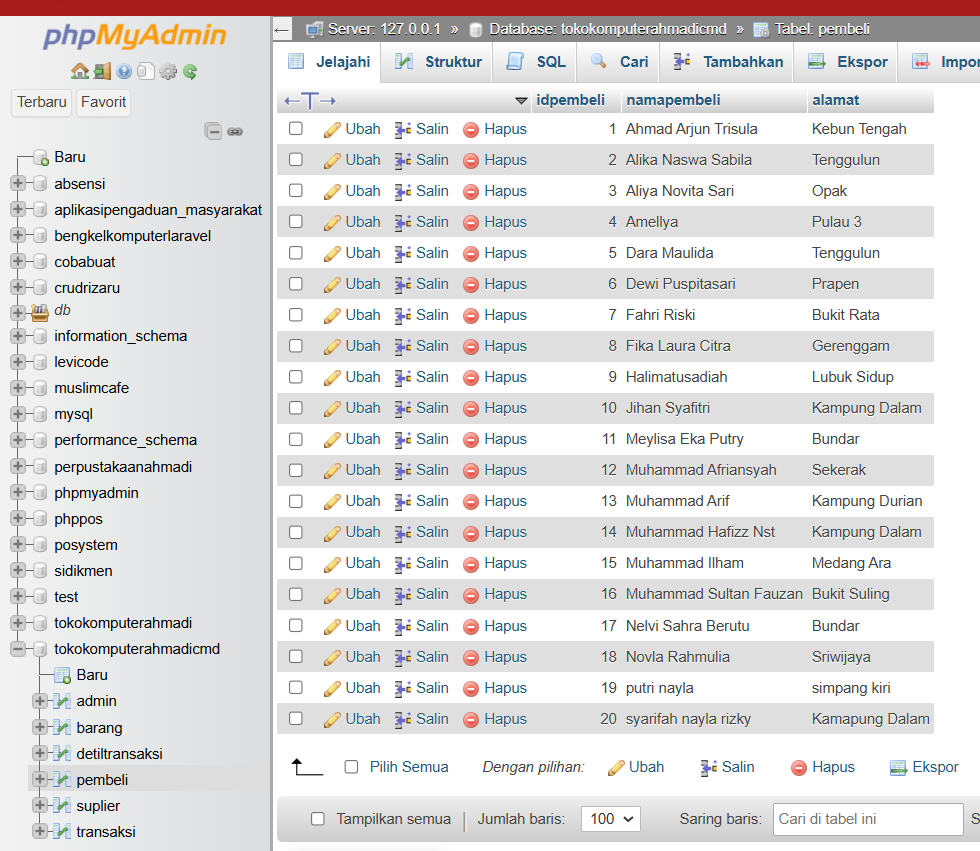 phpMyAdmin
Terbaru Favorit
Baru
absensi
aplikasipengaduan_masyarakat
bengkelkomputerlaravel
cobabuat
crudrizaru
db
information_schema
levicode
muslimcafe
mysql
performance_schema
perpustakaanahmadi
phpmyadmin
phppos
posystem
sidikmen
test
tokokomputerahmadi
tokokomputerahmadicmd
Baru
admin
barang
detiltransaksi
pembeli
suplier
transaksi
Server: 127.0.0.1 » Database: tokokomputerahmadicmd » Tabel: pembeli
Jelajahi Struktur SQL Cari Tambahkan Ekspor Impor
idpembeli namapembeli alamat
Ubah Salin Hapus 1 Ahmad Arjun Trisula Kebun Tengah
Ubah Salin Hapus 2 Alika Naswa Sabila Tenggulun
Ubah Salin Hapus 3 Aliya Novita Sari Opak
Ubah Salin Hapus 4 Amellya Pulau 3
Ubah Salin Hapus 5 Dara Maulida Tenggulun
Ubah Salin Hapus 6 Dewi Puspitasari Prapen
Ubah Salin Hapus 7 Fahri Riski Bukit Rata
Ubah Salin Hapus 8 Fika Laura Citra Gerenggam
Ubah Salin Hapus 9 Halimatusadiah Lubuk Sidup
Ubah Salin Hapus 10 Jihan Syafitri Kampung Dalam
Ubah Salin Hapus 11 Meylisa Eka Putry Bundar
Ubah Salin Hapus 12 Muhammad Afriansyah Sekerak
Ubah Salin Hapus 13 Muhammad Arif Kampung Durian
Ubah Salin Hapus 14 Muhammad Hafizz Nst Kampung Dalam
Ubah Salin Hapus 15 Muhammad Ilham Medang Ara
Ubah Salin Hapus 16 Muhammad Sultan Fauzan Bukit Suling
Ubah Salin Hapus 17 Nelvi Sahra Berutu Bundar
Ubah Salin Hapus 18 Novla Rahmulia Sriwijaya
Ubah Salin Hapus 19 putri nayla simpang kiri
Ubah Salin Hapus 20 syarifah nayla rizky Kamapung Dalam
Pilih Semua Dengan pilihan: Ubah Salin Hapus Ekspor
Tampilkan semua Jumlah baris: 100 Saring baris: Cari di tabel ini